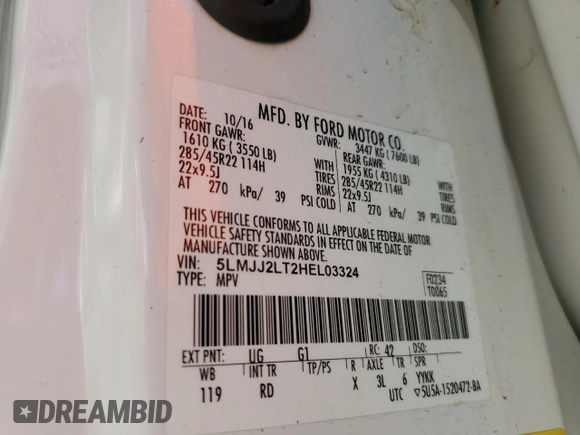 MFD. BY FORD MOTOR CO.
DATE: 10/16 GVWR: 3447 KG ( 7600 LB)
FRONT GAWR: REAR GAWR:
1610 KG ( 3550 LB) WITH 1955 KG ( 4310 LB) WITH
285/45R22 114H TIRES 285/45R22 114H TIRES
22x9.5J RIMS 22x9.5J RIMS
AT 270 kPa/ 39 PSI COLD AT 270 kPa/ 39 PSI COLD
THIS VEHICLE CONFORMS TO ALL APPLICABLE FEDERAL MOTOR
VEHICLE SAFETY STANDARDS IN EFFECT ON THE DATE OF
MANUFACTURE SHOWN ABOVE.
VIN: 5LMJJ2LT2HEL03324 F0234
TYPE: MPV T0065
EXT PNT: UG G1 RC: 42 DSO:
WB INT TR TP/PS R AXLE TR SPR
119 RD X 3L 6 YYKK
UTC ▽5U5A-1520472-BA
DREAMBID